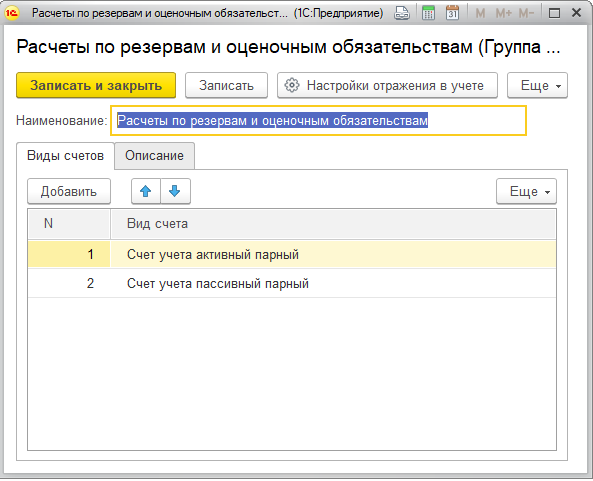 1С Расчеты по резервам и оценочным обязательст... (1С:Предприятие) 31 M M+ M-
Расчеты по резервам и оценочным обязательствам (Группа ...
Записать и закрыть Записать Настройки отражения в учете Еще
Наименование: Расчеты по резервам и оценочным обязательствам
Виды счетов Описание
Добавить Еще
N Вид счета
1 Счет учета активный парный
2 Счет учета пассивный парный